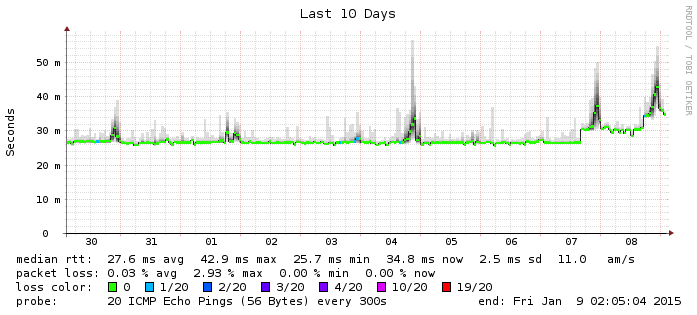 Last 10 Days
RRDTOOL / TOBI OETIKER
Seconds
50 m
40 m
30 m
20 m
10 m
0
30 31 01 02 03 04 05 06 07 08
median rtt: 27.6 ms avg 42.9 ms max 25.7 ms min 34.8 ms now 2.5 ms sd 11.0 am/s
packet loss: 0.03 % avg 2.93 % max 0.00 % min 0.00 % now
loss color: 0 1/20 2/20 3/20 4/20 10/20 19/20
probe: 20 ICMP Echo Pings (56 Bytes) every 300s end: Fri Jan 9 02:05:04 2015